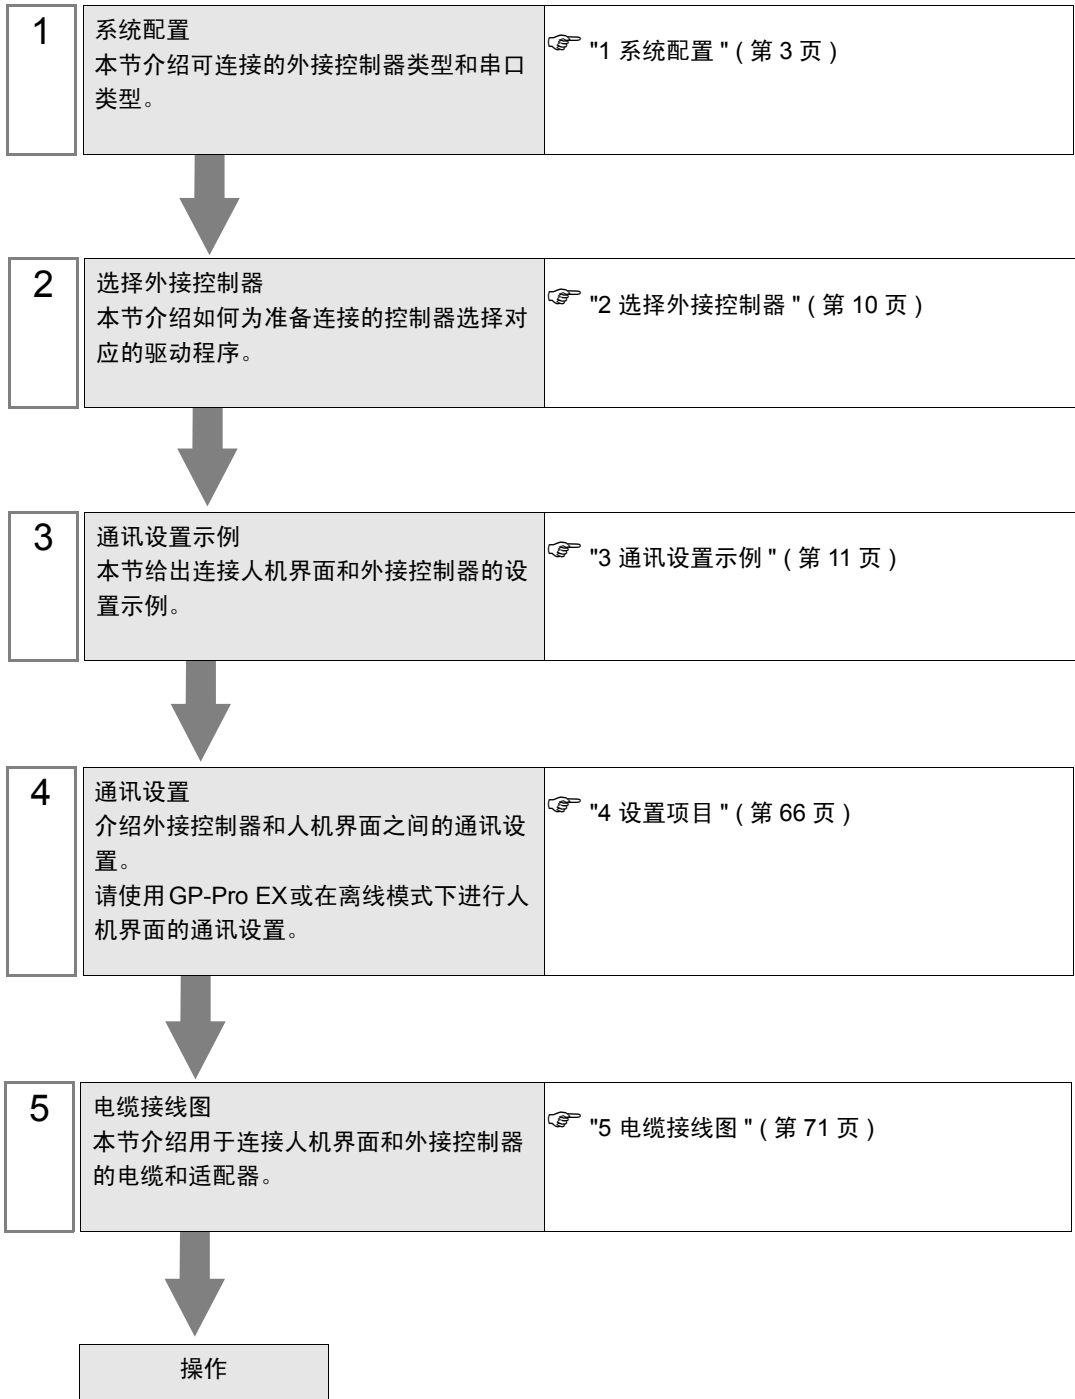 1
系统配置
本节介绍可连接的外接控制器类型和串口
类型。
☞ "1 系统配置 " ( 第 3 页 )
2
选择外接控制器
本节介绍如何为准备连接的控制器选择对
应的驱动程序。
☞ "2 选择外接控制器 " ( 第 10 页 )
3
通讯设置示例
本节给出连接人机界面和外接控制器的设
置示例。
☞ "3 通讯设置示例 " ( 第 11 页 )
4
通讯设置
介绍外接控制器和人机界面之间的通讯设
置。
请使用GP-Pro EX或在离线模式下进行人
机界面的通讯设置。
☞ "4 设置项目 " ( 第 66 页 )
5
电缆接线图
本节介绍用于连接人机界面和外接控制器
的电缆和适配器。
☞ "5 电缆接线图 " ( 第 71 页 )
操作